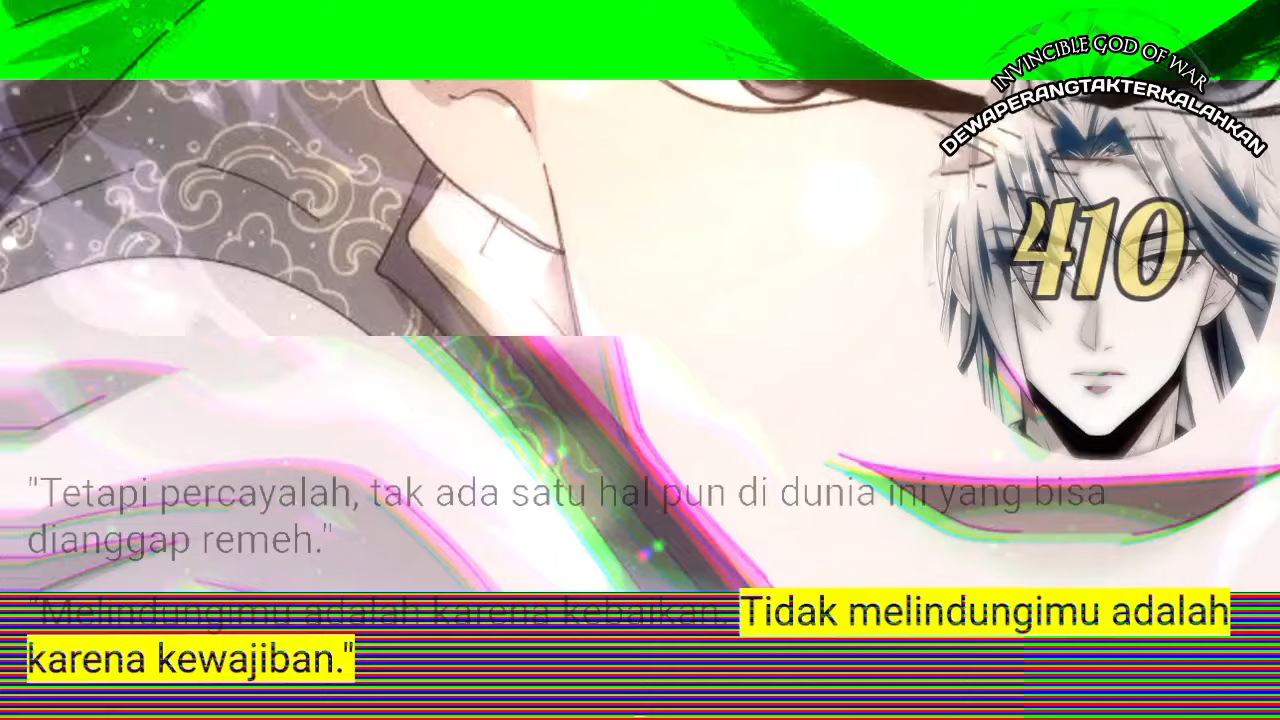 INVINCIBLE GOD OF WAR
DEWAPERANGTAKTERKALAHKAN
410
"Tetapi percayalah, tak ada satu hal pun di dunia ini yang bisa
dianggap remeh."
"Melindungimu adalah karena kebaikan. Tidak melindungimu adalah
karena kewajiban."